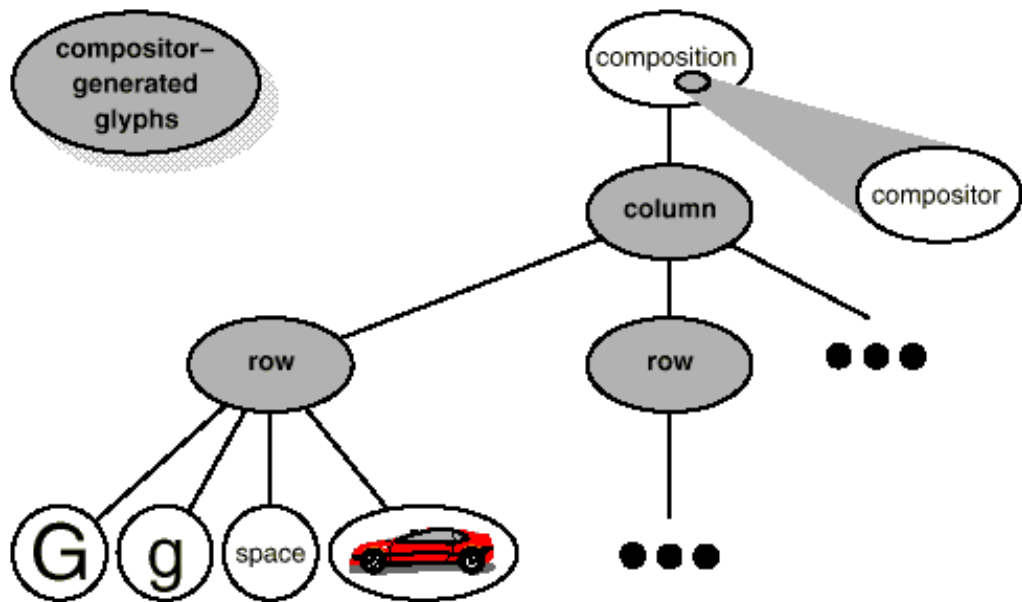 compositor–
generated
glyphs
composition
compositor
column
row
row
G
g
space